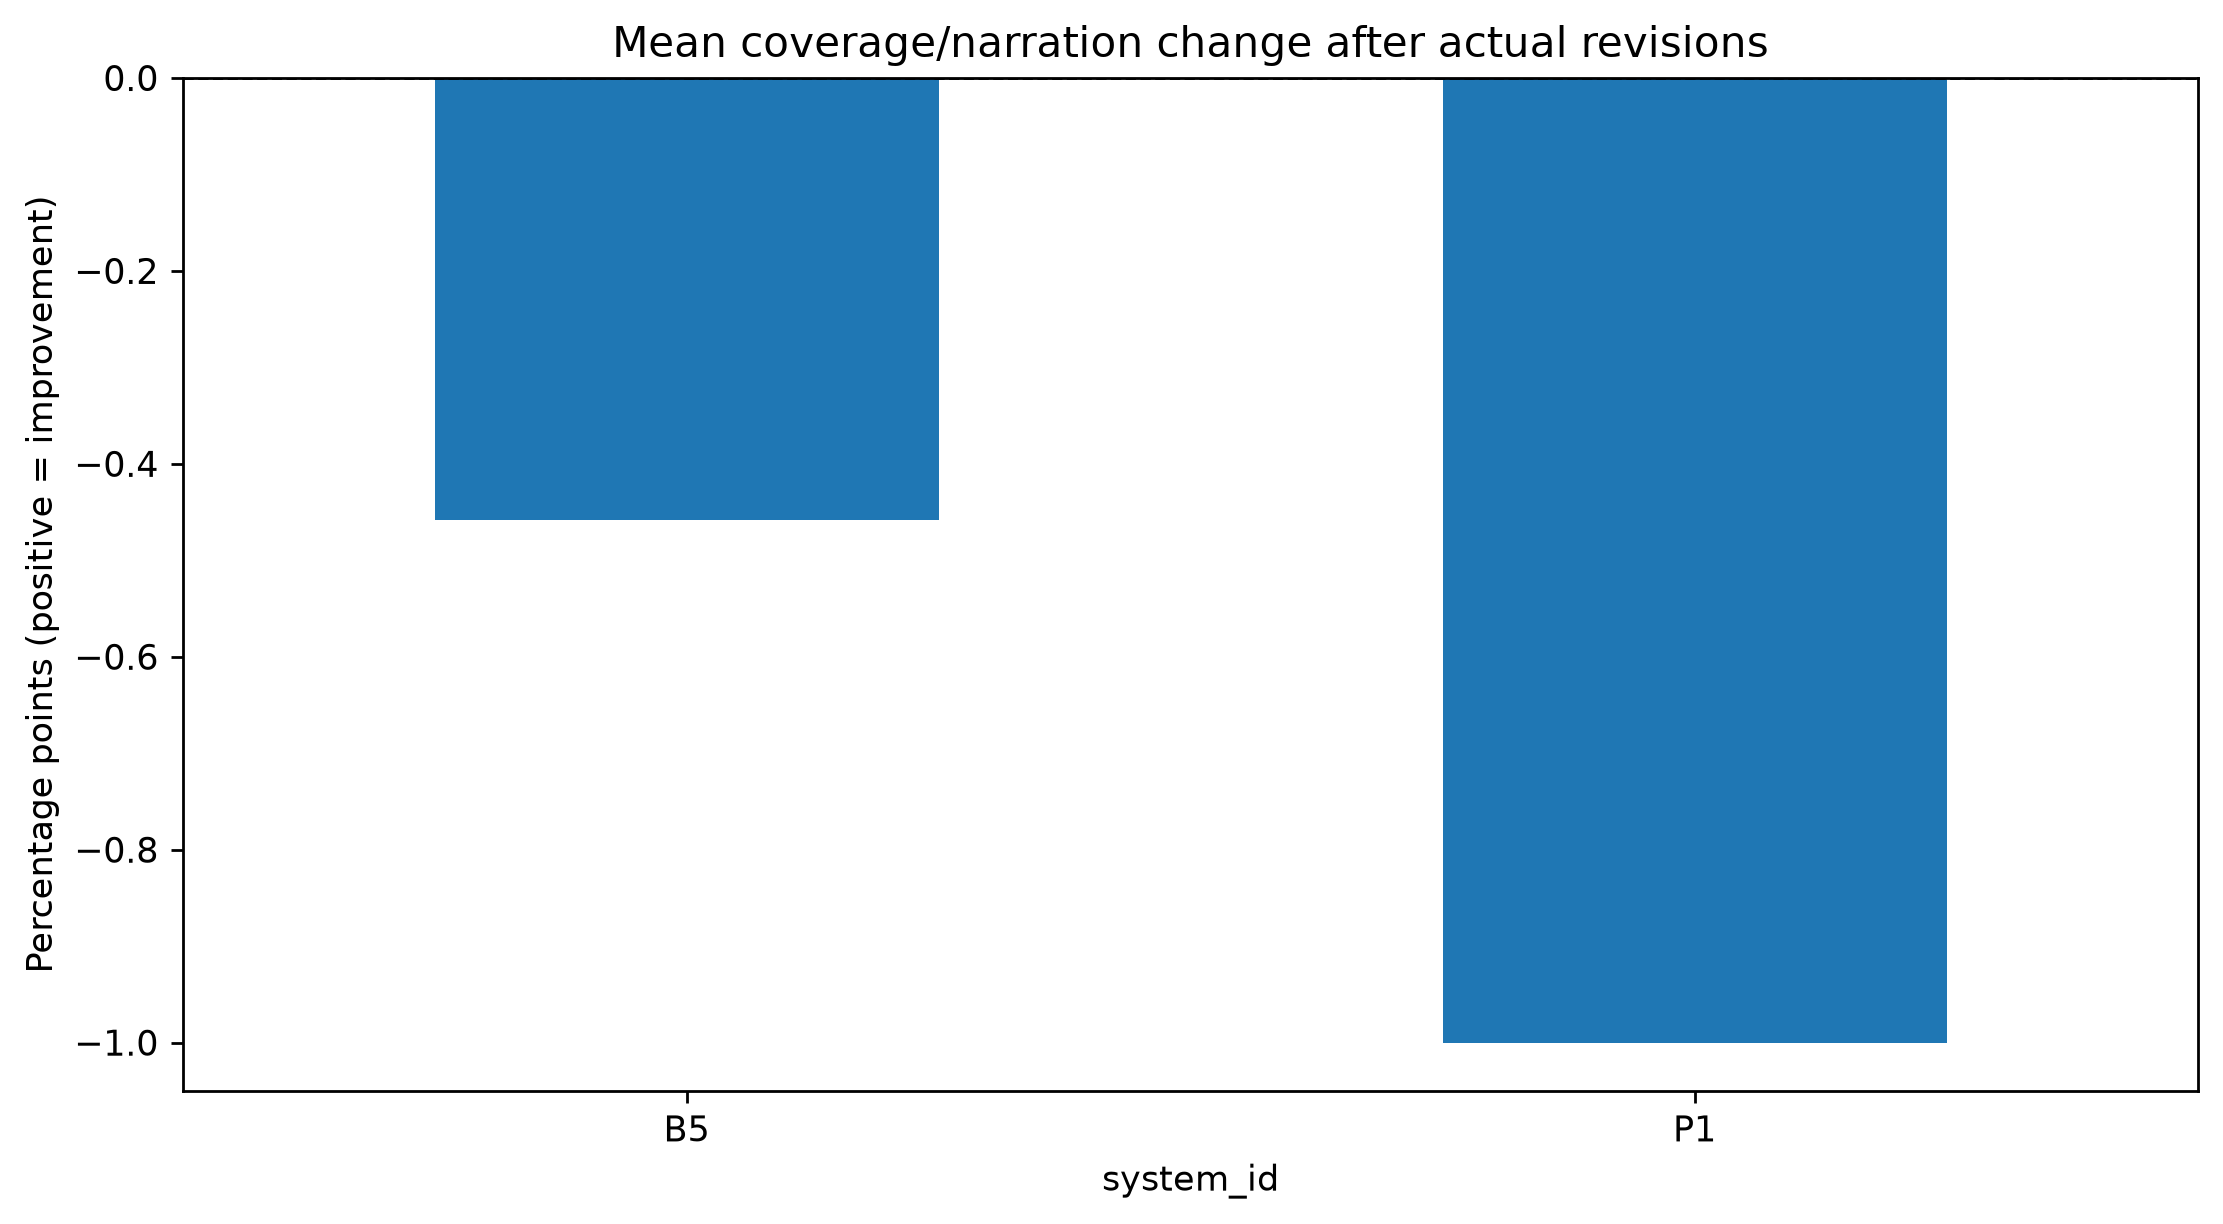 Mean coverage/narration change after actual revisions
Percentage points (positive = improvement)
0.0
−0.2
−0.4
−0.6
−0.8
−1.0
B5
P1
system_id